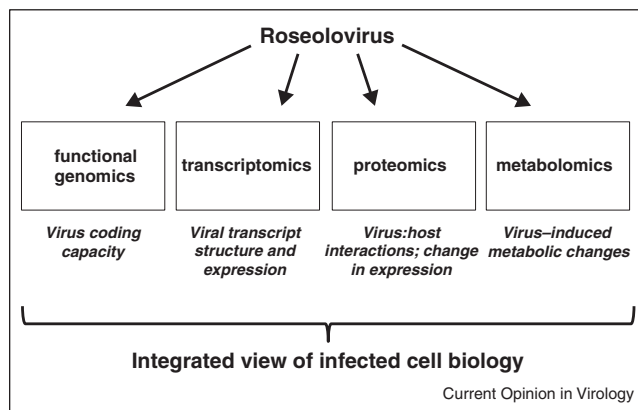 Roseolovirus
functional
genomics
transcriptomics
proteomics
metabolomics
Virus coding
capacity
Viral transcript
structure and
expression
Virus:host
interactions; change
in expression
Virus–induced
metabolic changes
Integrated view of infected cell biology
Current Opinion in Virology